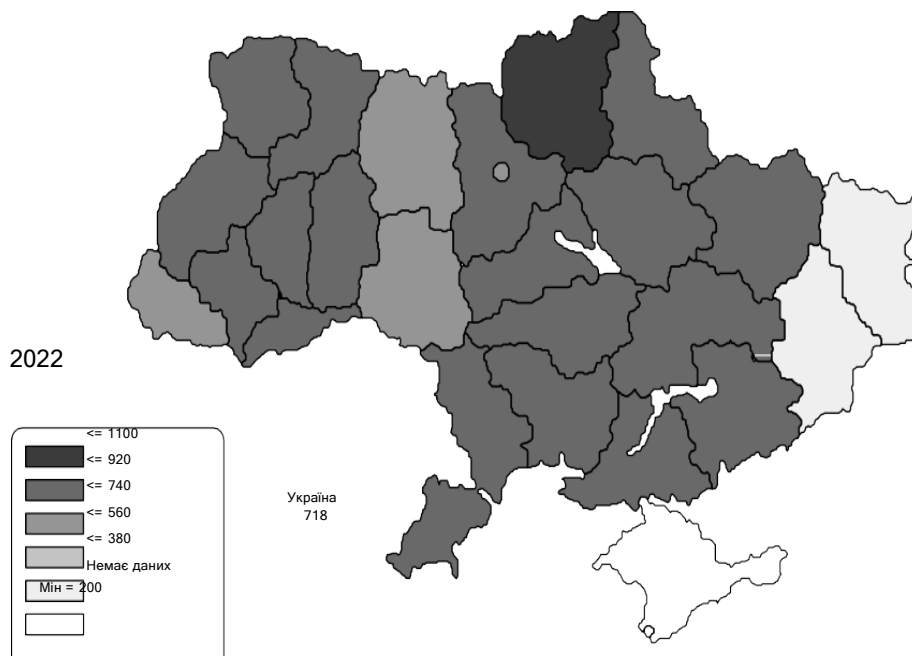 2022
<= 1100
<= 920
<= 740
<= 560
<= 380
Немає даних
Мін = 200
Україна
718